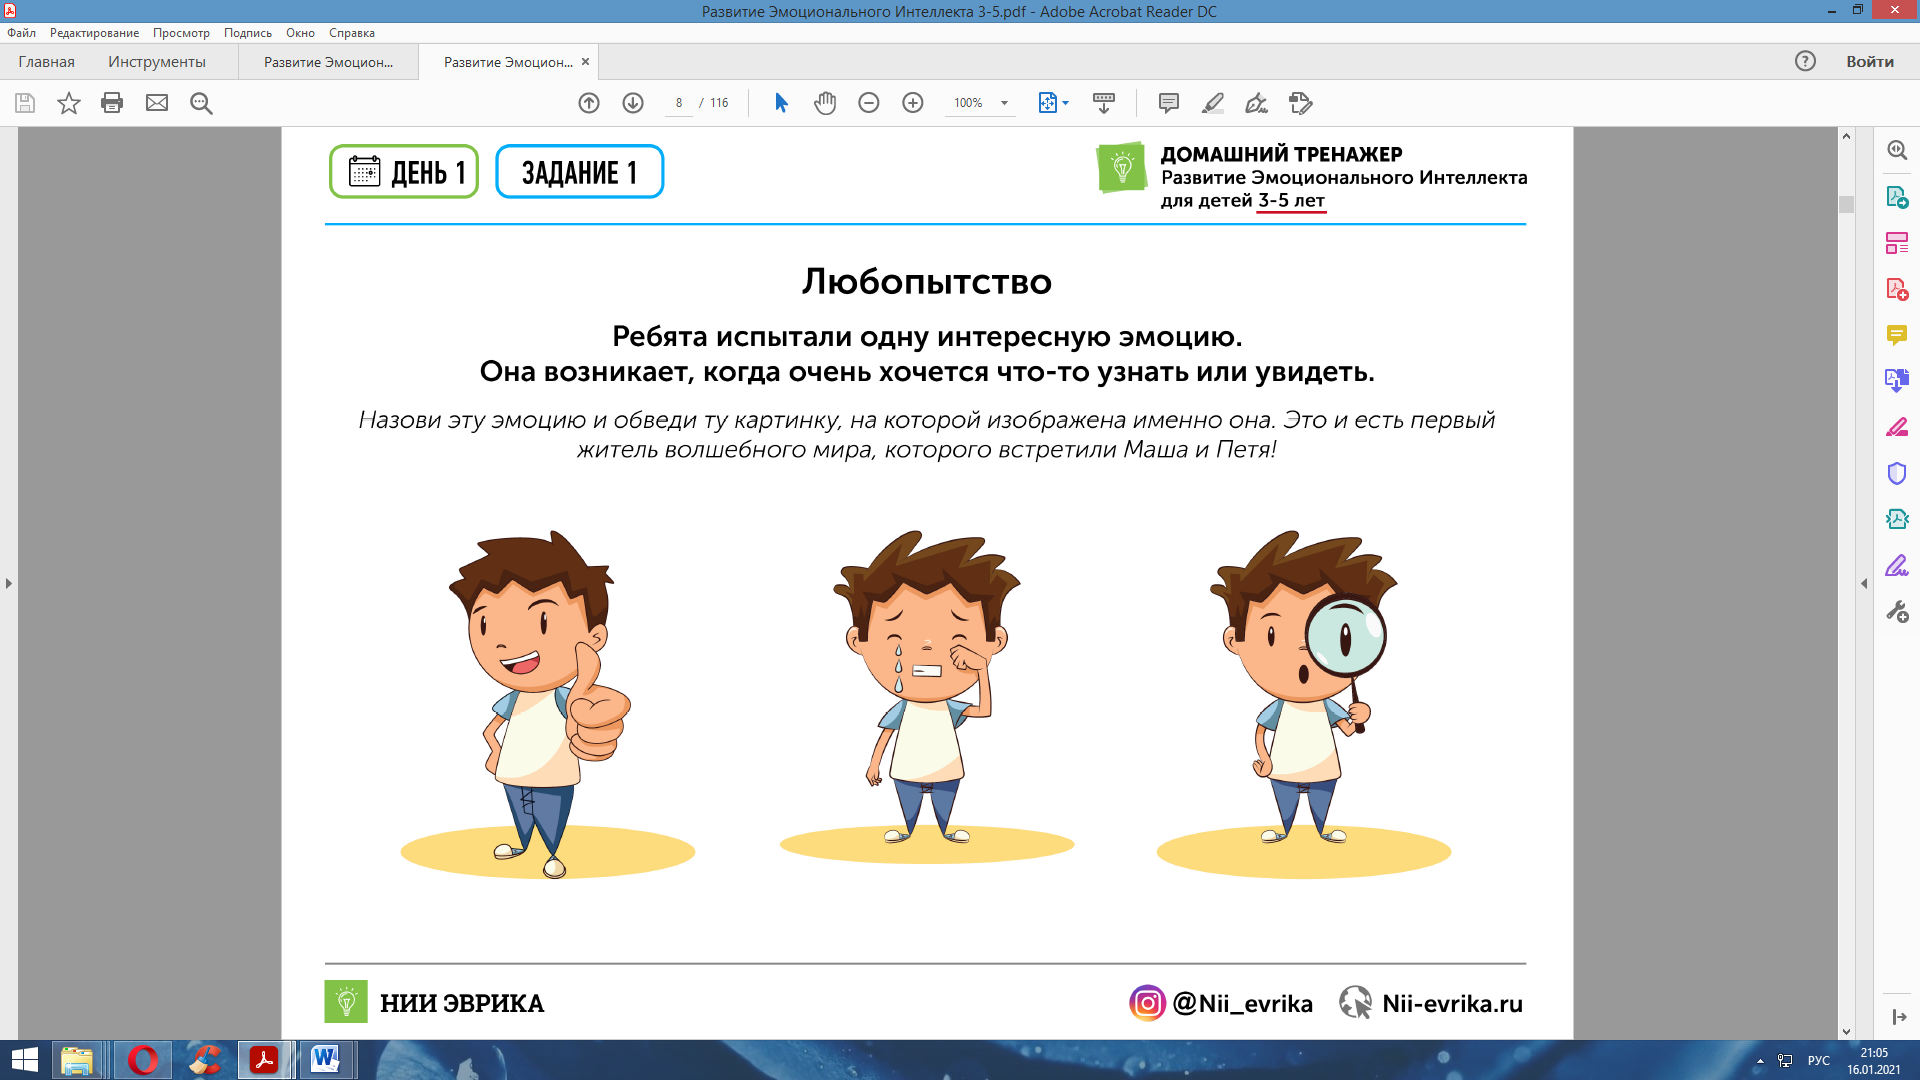 Развитие Эмоционального Интеллекта 3-5.pdf - Adobe Acrobat Reader DC
Файл Редактирование Просмотр Подпись Окно Справка
Главная Инструменты Развитие Эмоцион... Развитие Эмоцион... × ? Войти
8 / 116 100%
ДЕНЬ 1 ЗАДАНИЕ 1
ДОМАШНИЙ ТРЕНАЖЕР
Развитие Эмоционального Интеллекта
для детей 3-5 лет
Любопытство
Ребята испытали одну интересную эмоцию.
Она возникает, когда очень хочется что-то узнать или увидеть.
Назови эту эмоцию и обведи ту картинку, на которой изображена именно она. Это и есть первый
житель волшебного мира, которого встретили Маша и Петя!
НИИ ЭВРИКА @Nii_evrika Nii-evrika.ru
РУС 21:05
16.01.2021